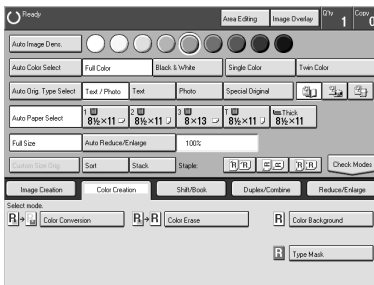 Ready Area Editing Image Overlay Q'ty 1 Copy 0
Auto Image Dens.
Auto Color Select Full Color Black & White Single Color Twin Color
Auto Orig. Type Select Text / Photo Text Photo Special Original
Auto Paper Select 1 8½×11 2 8½×11 3 8×13 T 8½×11 Thick 8½×11
Full Size Auto Reduce/Enlarge 100%
Custom Size Orig. Sort Stack Staple: Check Modes
Image Creation Color Creation Shift/Book Duplex/Combine Reduce/Enlarge
Select mode.
R Color Conversion R R Color Erase R Color Background
R Type Mask